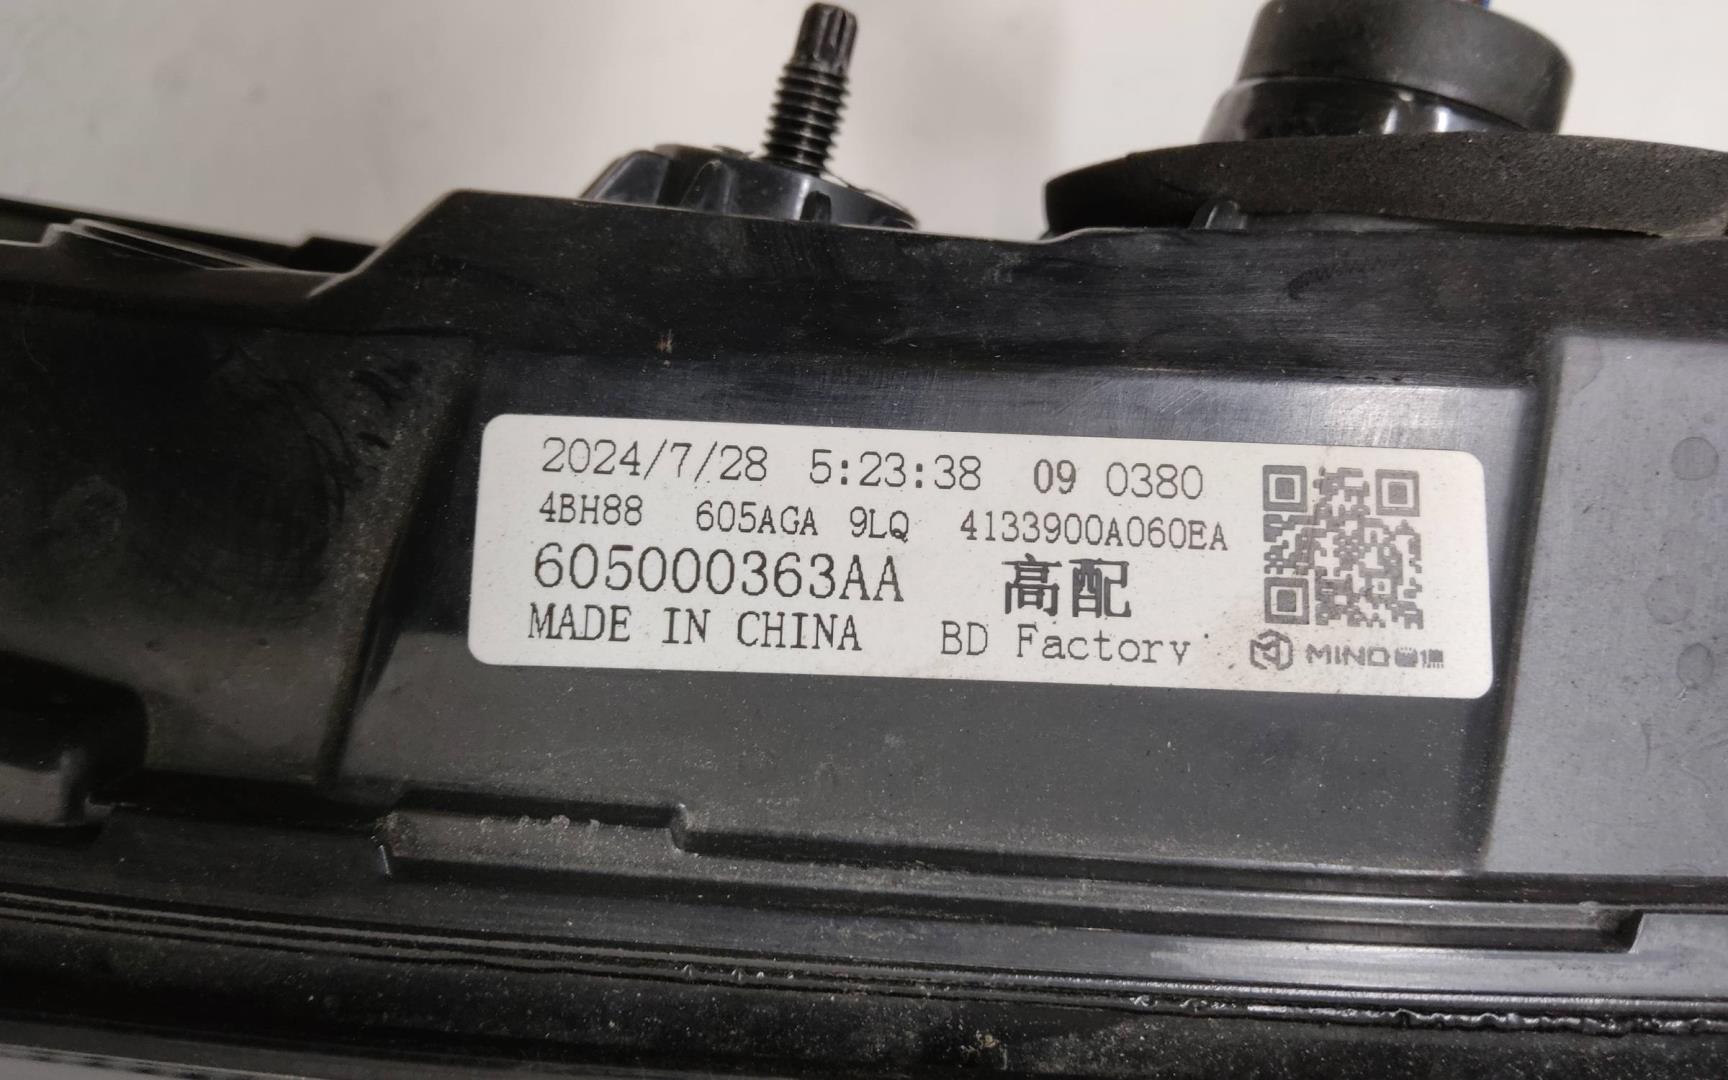 2024/7/28 5:23:38 09 0380
4BH88 605AGA 9LQ 4133900A060EA
605000363AA 高配
MADE IN CHINA BD Factory
MIND